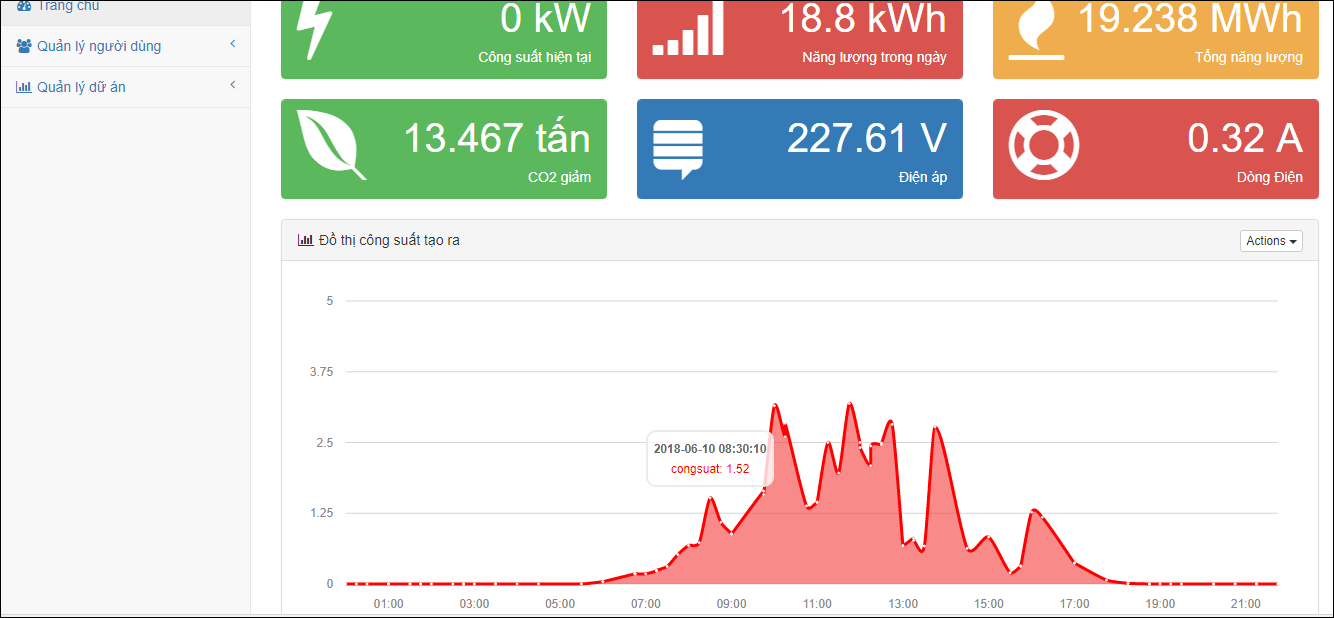 Trang chủ
Quản lý người dùng
Quản lý dữ án
0 kW
Công suất hiện tại
18.8 kWh
Năng lượng trong ngày
19.238 MWh
Tổng năng lượng
13.467 tấn
CO2 giảm
227.61 V
Điện áp
0.32 A
Dòng Điện
Đồ thị công suất tạo ra
Actions
5
3.75
2.5
1.25
0
2018-06-10 08:30:10
congsuat: 1.52
01:00 03:00 05:00 07:00 09:00 11:00 13:00 15:00 17:00 19:00 21:00